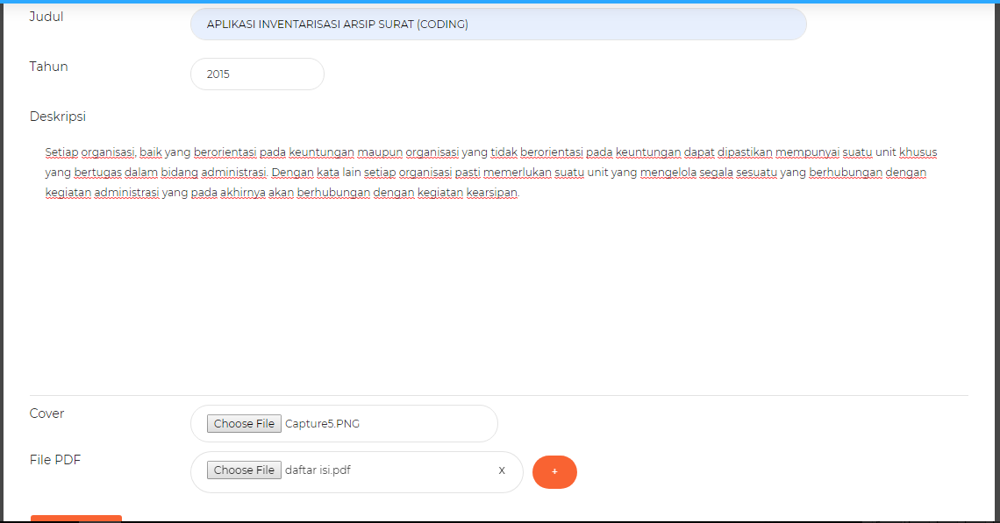 Judul
APLIKASI INVENTARISASI ARSIP SURAT (CODING)
Tahun
2015
Deskripsi
Setiap organisasi, baik yang berorientasi pada keuntungan maupun organisasi yang tidak berorientasi pada keuntungan dapat dipastikan mempunyai suatu unit khusus
yang bertugas dalam bidang administrasi. Dengan kata lain setiap organisasi pasti memerlukan suatu unit yang mengelola segala sesuatu yang berhubungan dengan
kegiatan administrasi yang pada akhirnya akan berhubungan dengan kegiatan kearsipan.
Cover
Choose File Capture5.PNG
File PDF
Choose File daftar isi.pdf x +